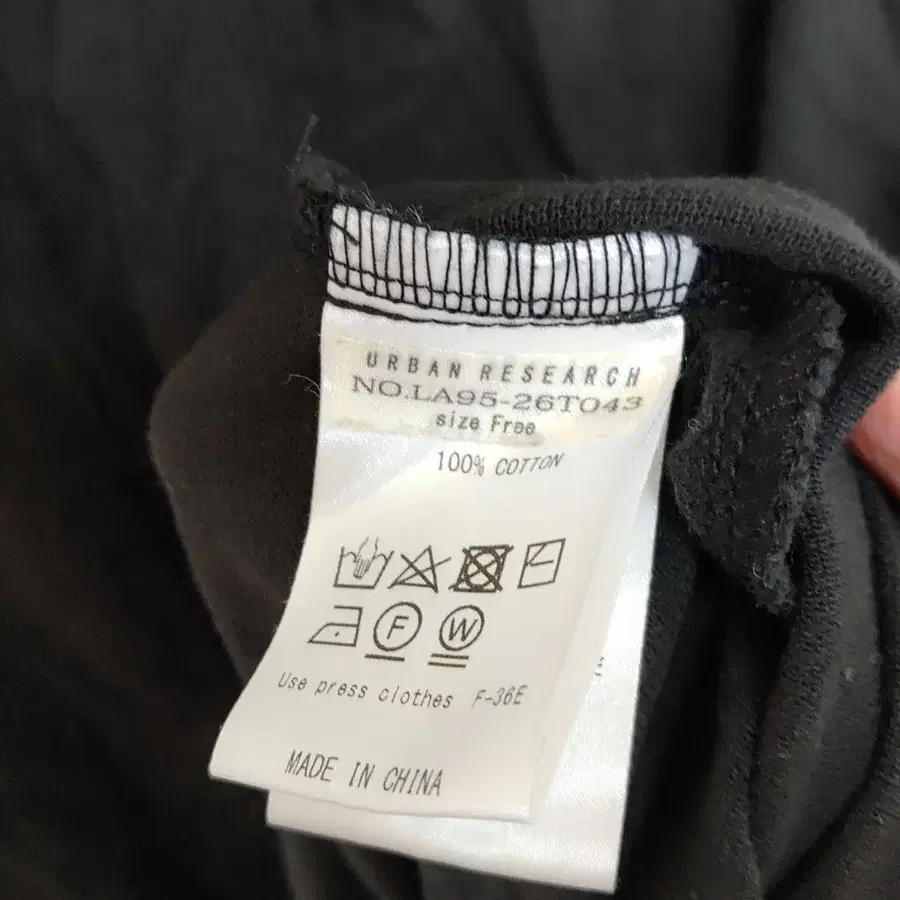 URBAN RESEARCH
NO.LA95-26T043
size Free
100% COTTON
F W
Use press clothes F-36E
MADE IN CHINA